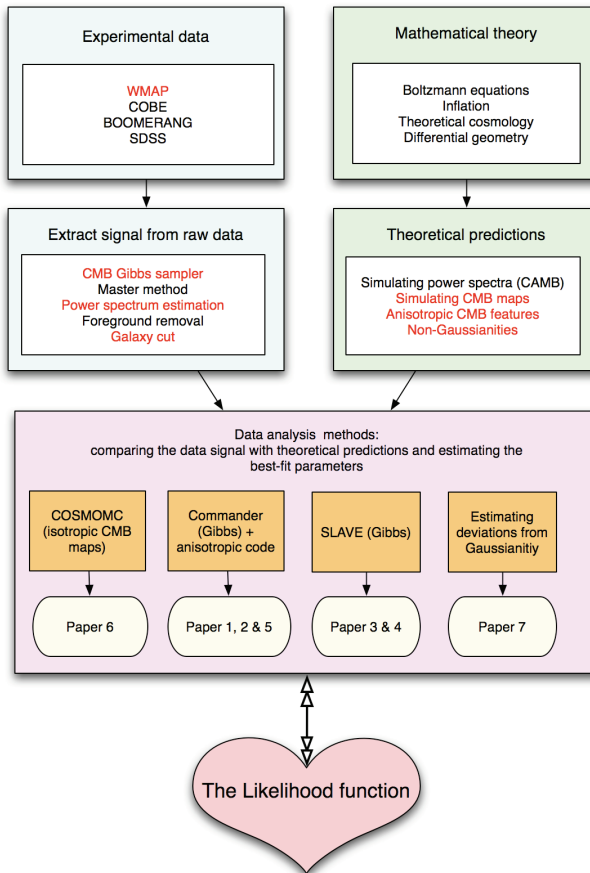 Experimental data
WMAP
COBE
BOOMERANG
SDSS
Mathematical theory
Boltzmann equations
Inflation
Theoretical cosmology
Differential geometry
Extract signal from raw data
CMB Gibbs sampler
Master method
Power spectrum estimation
Foreground removal
Galaxy cut
Theoretical predictions
Simulating power spectra (CAMB)
Simulating CMB maps
Anisotropic CMB features
Non-Gaussianities
Data analysis methods:
comparing the data signal with theoretical predictions and estimating the
best-fit parameters
COSMOMC
(isotropic CMB
maps)
Commander
(Gibbs) +
anisotropic code
SLAVE (Gibbs)
Estimating
deviations from
Gaussianitiy
Paper 6
Paper 1, 2 & 5
Paper 3 & 4
Paper 7
The Likelihood function